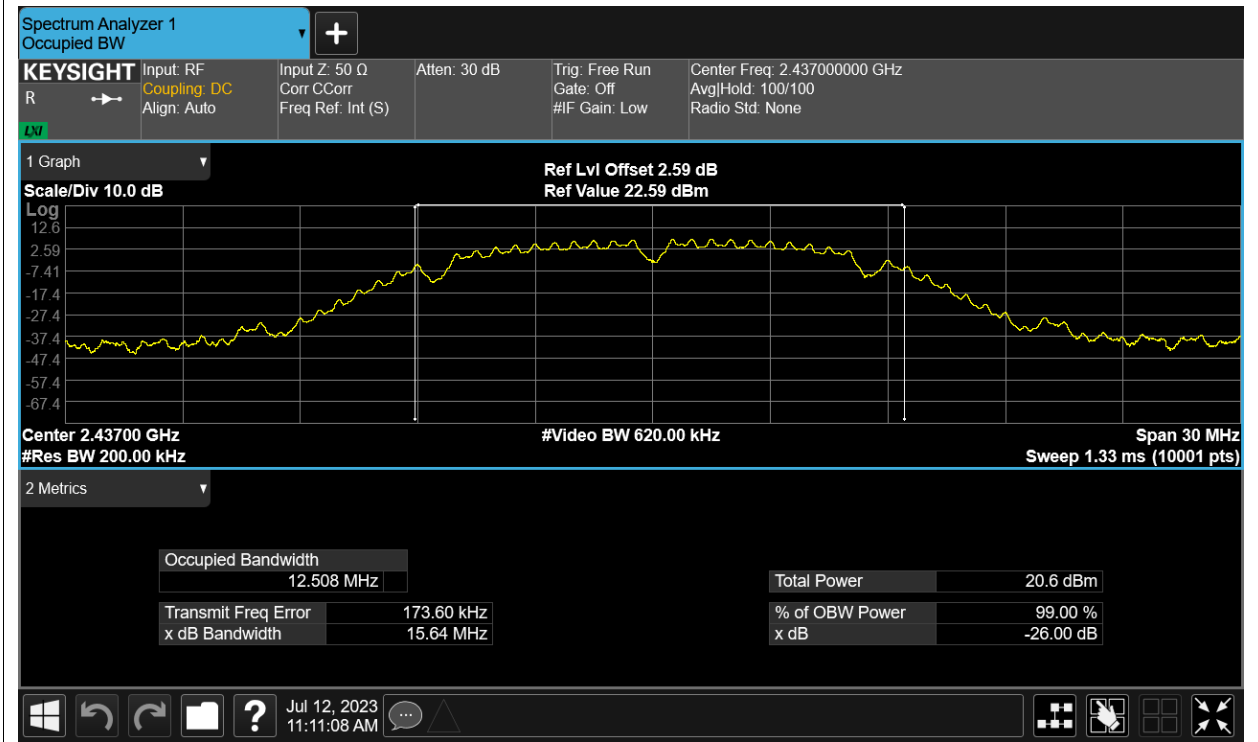 Spectrum Analyzer 1
Occupied BW
KEYSIGHT
R
LXI
Input: RF
Coupling: DC
Align: Auto
Input Z: 50 Ω
Corr CCorr
Freq Ref: Int (S)
Atten: 30 dB
Trig: Free Run
Gate: Off
#IF Gain: Low
Center Freq: 2.437000000 GHz
Avg|Hold: 100/100
Radio Std: None
1 Graph
Scale/Div 10.0 dB
Ref Lvl Offset 2.59 dB
Ref Value 22.59 dBm
Log
12.6
2.59
-7.41
-17.4
-27.4
-37.4
-47.4
-57.4
-67.4
Center 2.43700 GHz
#Res BW 200.00 kHz
#Video BW 620.00 kHz
Span 30 MHz
Sweep 1.33 ms (10001 pts)
2 Metrics
Occupied Bandwidth
12.508 MHz
Transmit Freq Error 173.60 kHz
x dB Bandwidth 15.64 MHz
Total Power 20.6 dBm
% of OBW Power 99.00 %
x dB -26.00 dB
?
Jul 12, 2023
11:11:08 AM